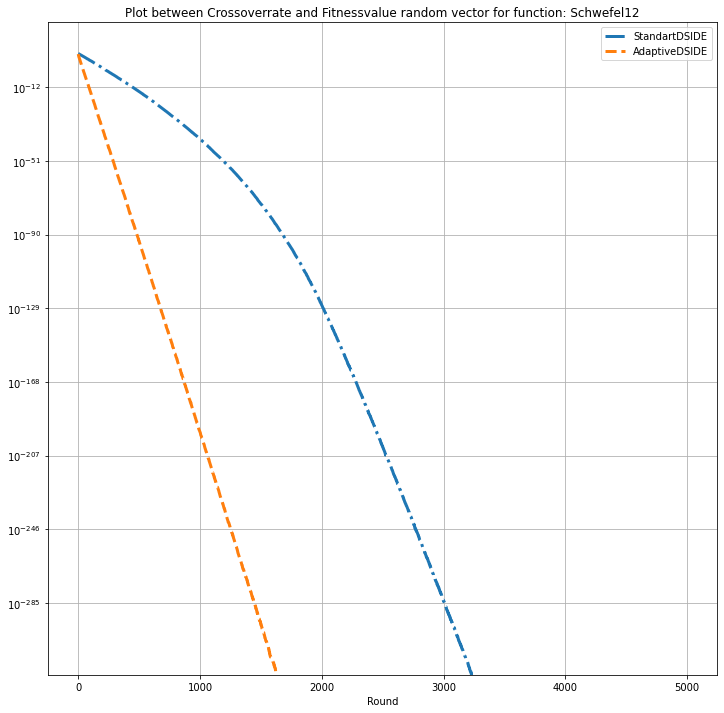 Plot between Crossoverrate and Fitnessvalue random vector for function: Schwefel12
StandartDSIDE
AdaptiveDSIDE
10⁻¹²
10⁻⁵¹
10⁻⁹⁰
10⁻¹²⁹
10⁻¹⁶⁸
10⁻²⁰⁷
10⁻²⁴⁶
10⁻²⁸⁵
0 1000 2000 3000 4000 5000
Round